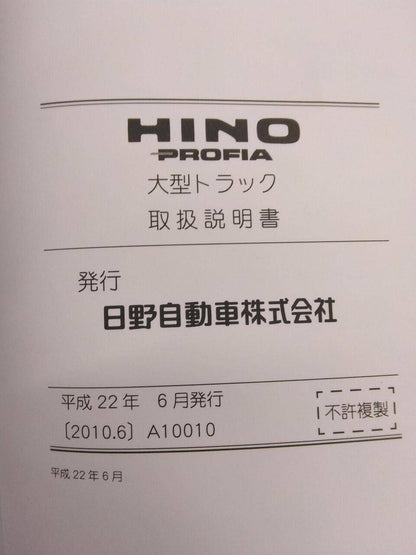 HINO
PROFIA
大型トラック
取扱説明書
発行
日野自動車株式会社
平成22年 6月発行
〔2010.6〕 A10010
不許複製
平成22年6月